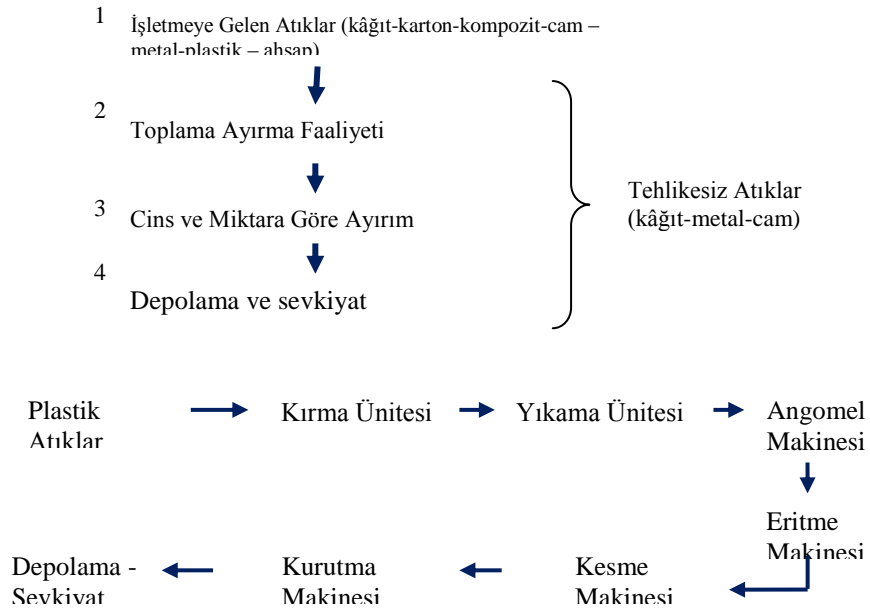 1
İşletmeye Gelen Atıklar (kâğıt-karton-kompozit-cam –
metal-plastik – ahşap)
2
Toplama Ayırma Faaliyeti
3
Cins ve Miktara Göre Ayırım
4
Depolama ve sevkiyat
Tehlikesiz Atıklar
(kâğıt-metal-cam)
Plastik
Atıklar
Kırma Ünitesi
Yıkama Ünitesi
Angomel
Makinesi
Eritme
Makinesi
Kesme
Makinesi
Kurutma
Makinesi
Depolama -
Sevkiyat